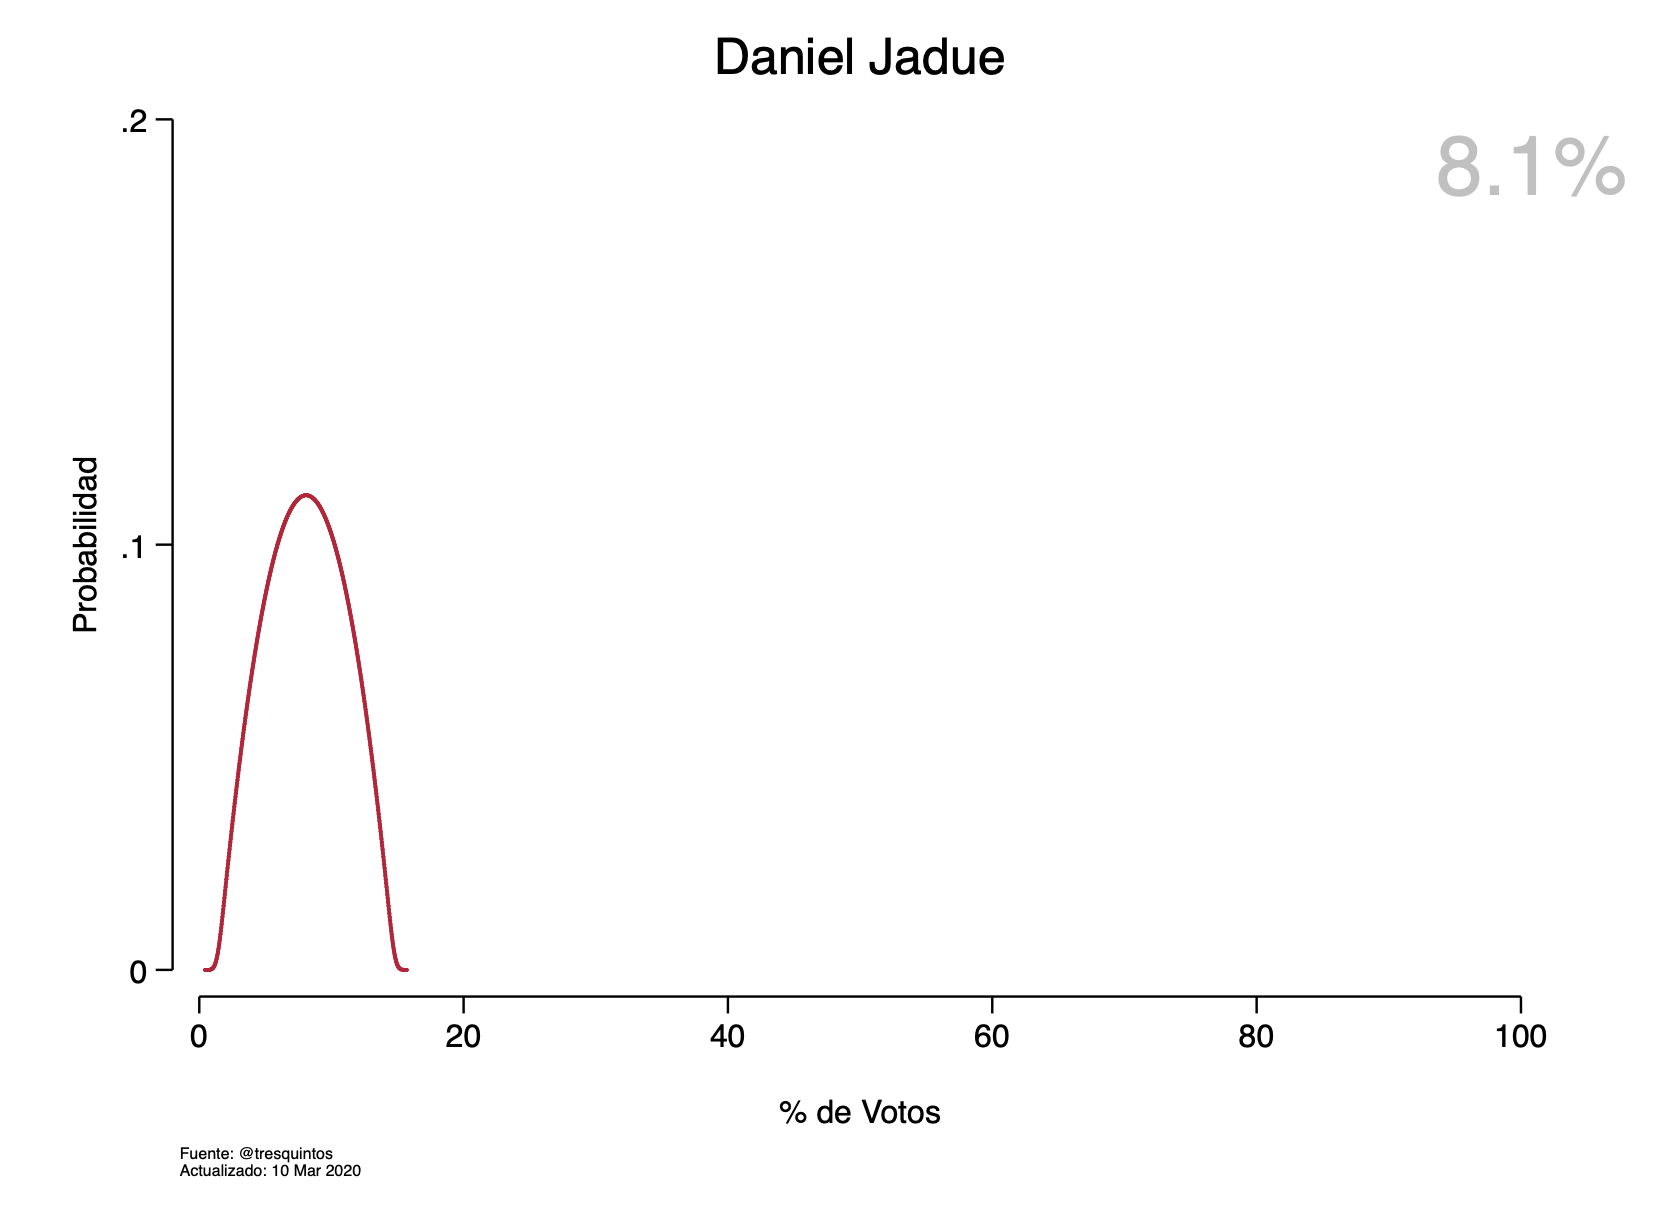 Daniel Jadue
8.1%
Probabilidad
.2
.1
0
0 20 40 60 80 100
% de Votos
Fuente: @tresquintos
Actualizado: 10 Mar 2020